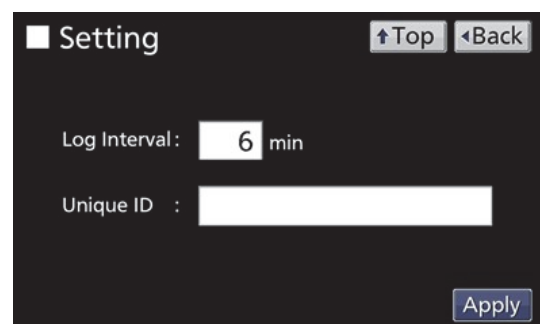 Setting
↑Top
◂Back
Log Interval: 6 min
Unique ID :
Apply